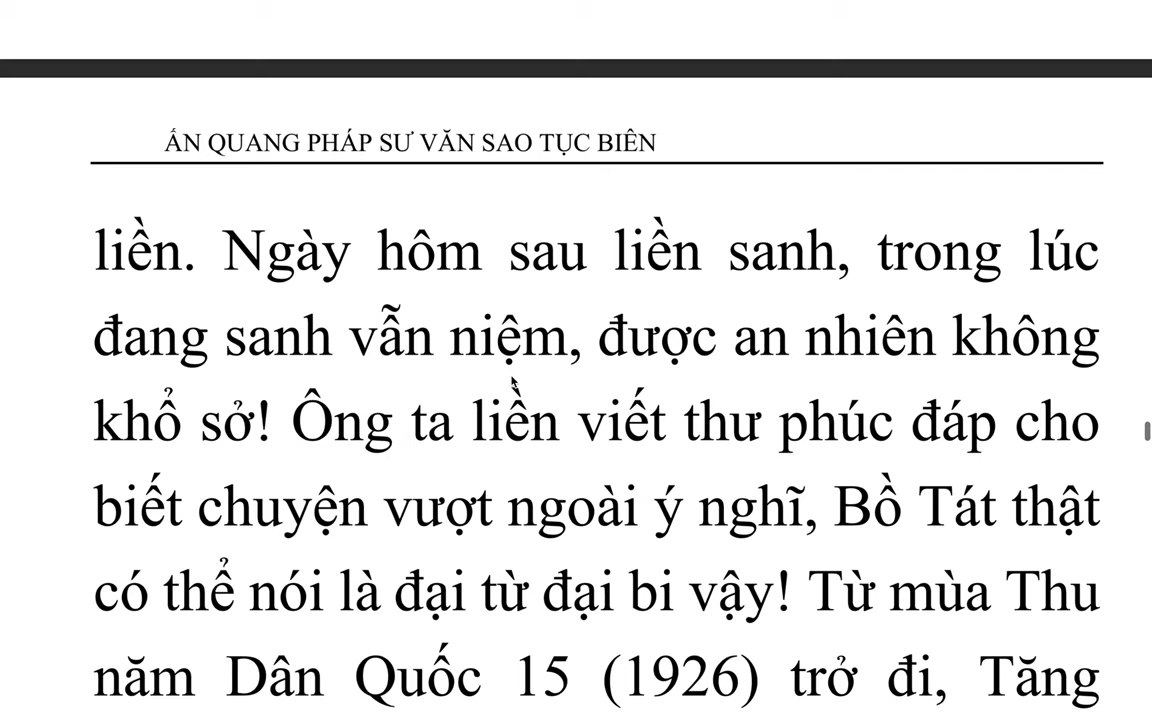 ẤN QUANG PHÁP SƯ VĂN SAO TỤC BIÊN
liền. Ngày hôm sau liền sanh, trong lúc
đang sanh vẫn niệm, được an nhiên không
khổ sở! Ông ta liền viết thư phúc đáp cho
biết chuyện vượt ngoài ý nghĩ, Bồ Tát thật
có thể nói là đại từ đại bi vậy! Từ mùa Thu
năm Dân Quốc 15 (1926) trở đi, Tăng